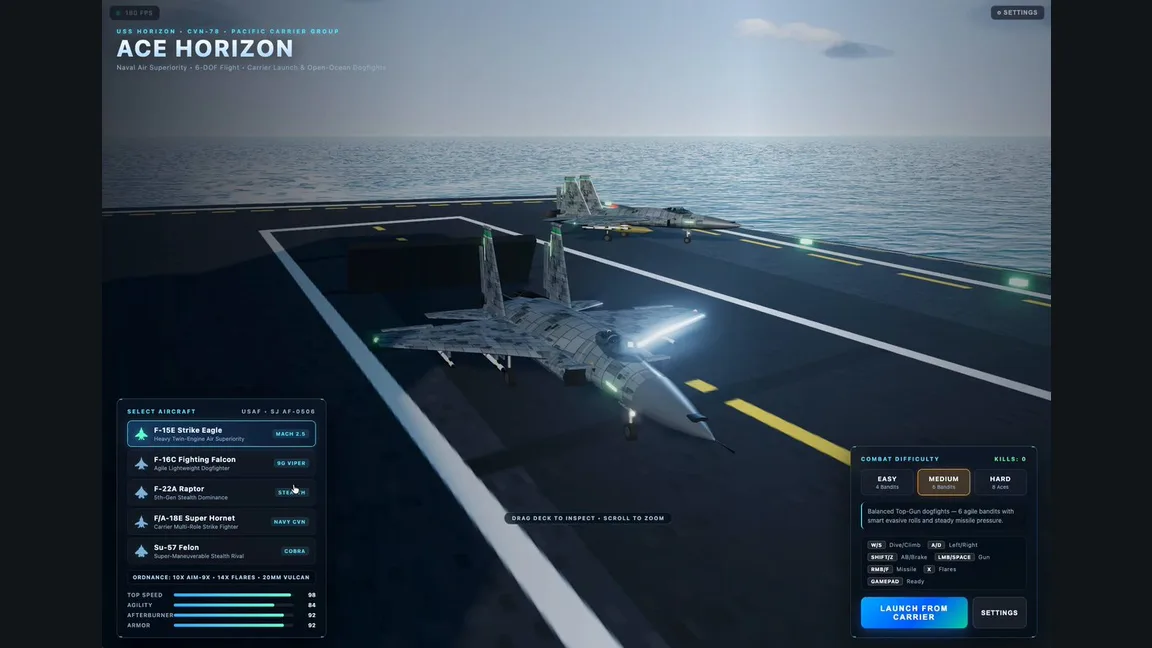 180 FPS
SETTINGS
USS HORIZON • CVN-78 • PACIFIC CARRIER GROUP
ACE HORIZON
Naval Air Superiority • 6-DOF Flight • Carrier Launch & Open-Ocean Dogfights
SELECT AIRCRAFT
USAF • SJ AF-0506
F-15E Strike Eagle
Heavy Twin-Engine Air Superiority
MACH 2.5
F-16C Fighting Falcon
Agile Lightweight Dogfighter
9G VIPER
F-22A Raptor
5th-Gen Stealth Dominance
STEALTH
F/A-18E Super Hornet
Carrier Multi-Role Strike Fighter
NAVY CVN
Su-57 Felon
Super-Maneuverable Stealth Rival
COBRA
ORDNANCE: 10X AIM-9X • 14X FLARES • 20MM VULCAN
TOP SPEED 98
AGILITY 84
AFTERBURNER 92
ARMOR 92
DRAG DECK TO INSPECT • SCROLL TO ZOOM
COMBAT DIFFICULTY
KILLS: 0
EASY
4 Bandits
MEDIUM
6 Bandits
HARD
8 Aces
Balanced Top-Gun dogfights — 6 agile bandits with
smart evasive rolls and steady missile pressure.
W/S Dive/Climb A/D Left/Right
SHIFT/Z AB/Brake LMB/SPACE Gun
RMB/F Missile X Flares
GAMEPAD Ready
LAUNCH FROM
CARRIER
SETTINGS